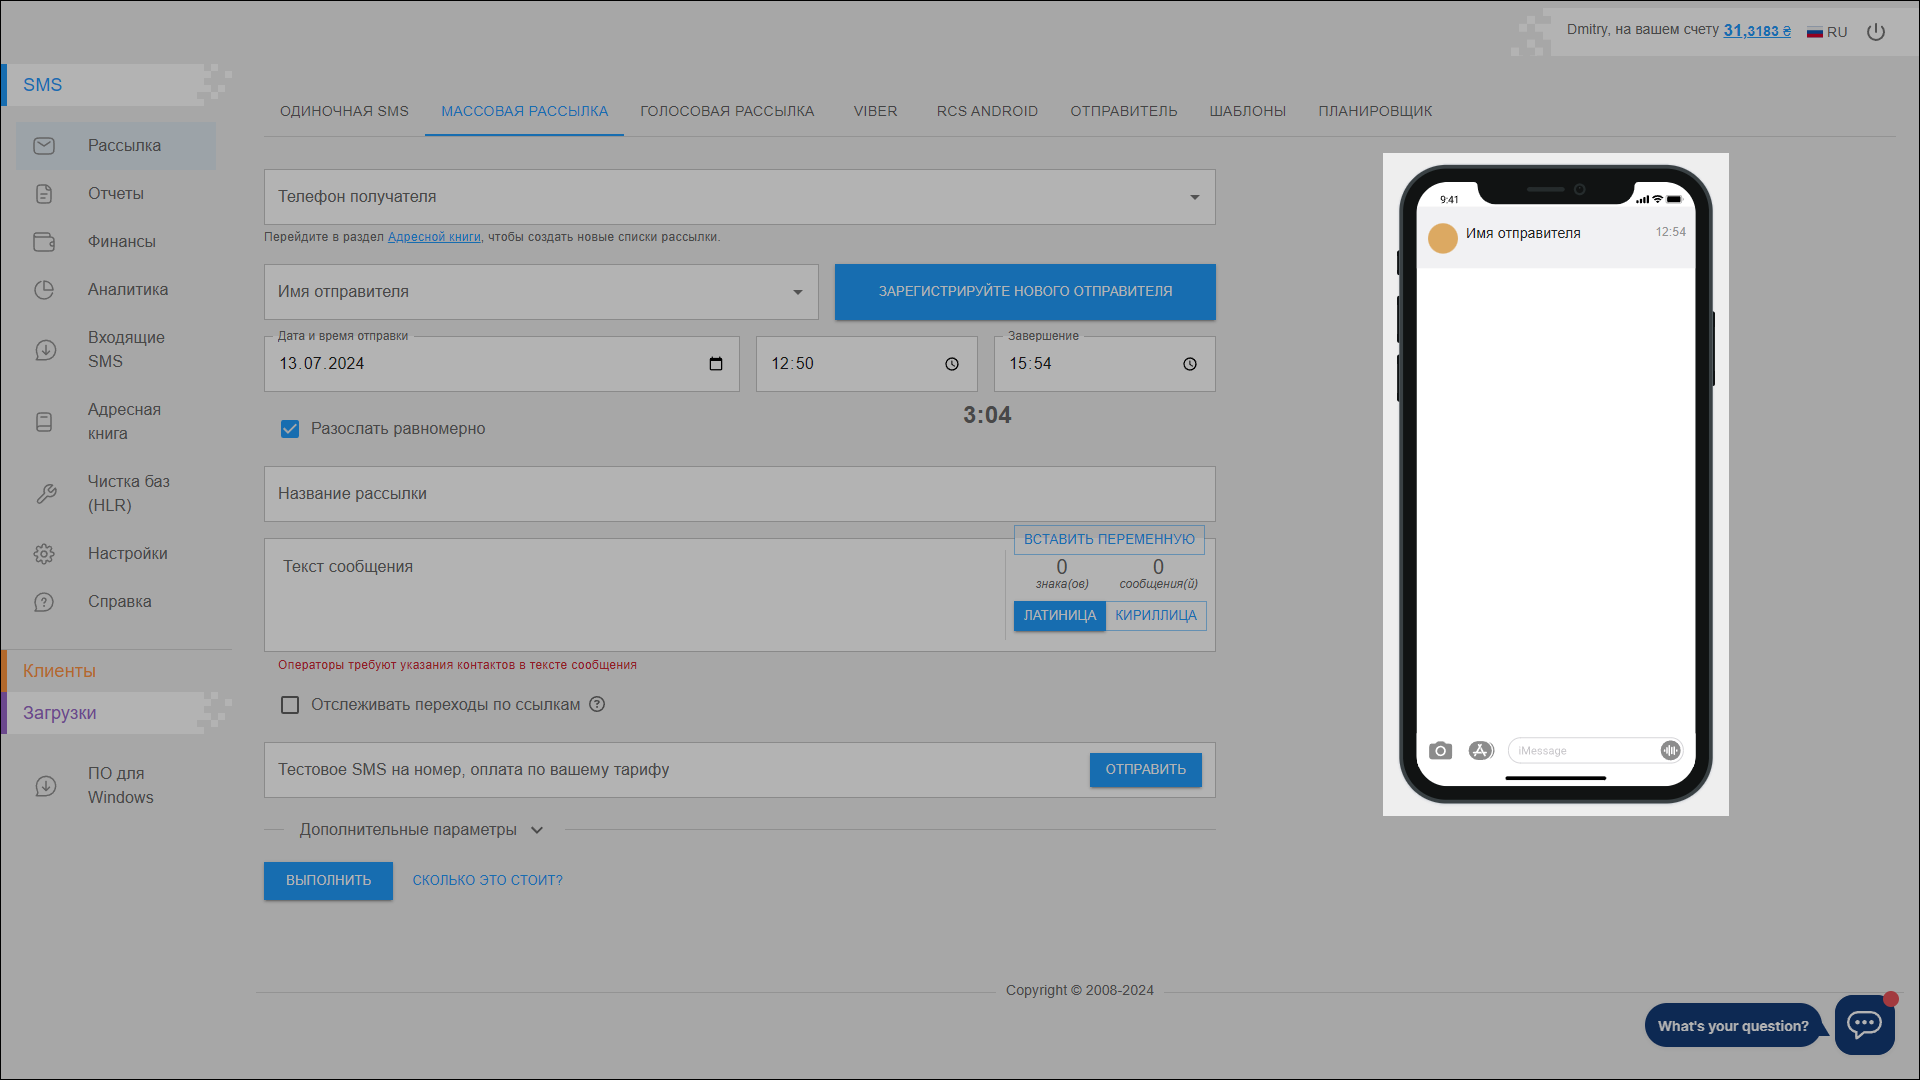 Dmitry, на вашем счету 31,3183 ₴
RU
SMS
Рассылка
Отчеты
Финансы
Аналитика
Входящие
SMS
Адресная
книга
Чистка баз
(HLR)
Настройки
Справка
Клиенты
Загрузки
ПО для
Windows
ОДИНОЧНАЯ SMS
МАССОВАЯ РАССЫЛКА
ГОЛОСОВАЯ РАССЫЛКА
VIBER
RCS ANDROID
ОТПРАВИТЕЛЬ
ШАБЛОНЫ
ПЛАНИРОВЩИК
Телефон получателя
Перейдите в раздел Адресной книги, чтобы создать новые списки рассылки.
Имя отправителя
ЗАРЕГИСТРИРУЙТЕ НОВОГО ОТПРАВИТЕЛЯ
Дата и время отправки
13.07.2024
12:50
Завершение
15:54
3:04
Разослать равномерно
Название рассылки
ВСТАВИТЬ ПЕРЕМЕННУЮ
Текст сообщения
0
знака(ов)
0
сообщения(й)
ЛАТИНИЦА
КИРИЛЛИЦА
Операторы требуют указания контактов в тексте сообщения
Отслеживать переходы по ссылкам
Тестовое SMS на номер, оплата по вашему тарифу
ОТПРАВИТЬ
Дополнительные параметры
ВЫПОЛНИТЬ
СКОЛЬКО ЭТО СТОИТ?
9:41
Имя отправителя
12:54
iMessage
Copyright © 2008-2024
What's your question?